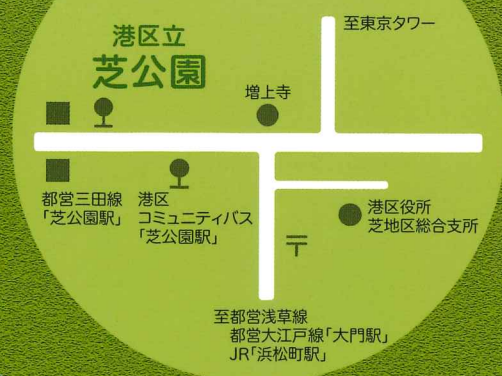 至東京タワー
港区立
芝公園
増上寺
都営三田線
「芝公園駅」
港区
コミュニティバス
「芝公園駅」
港区役所
芝地区総合支所
〒
至都営浅草線
都営大江戸線「大門駅」
JR「浜松町駅」